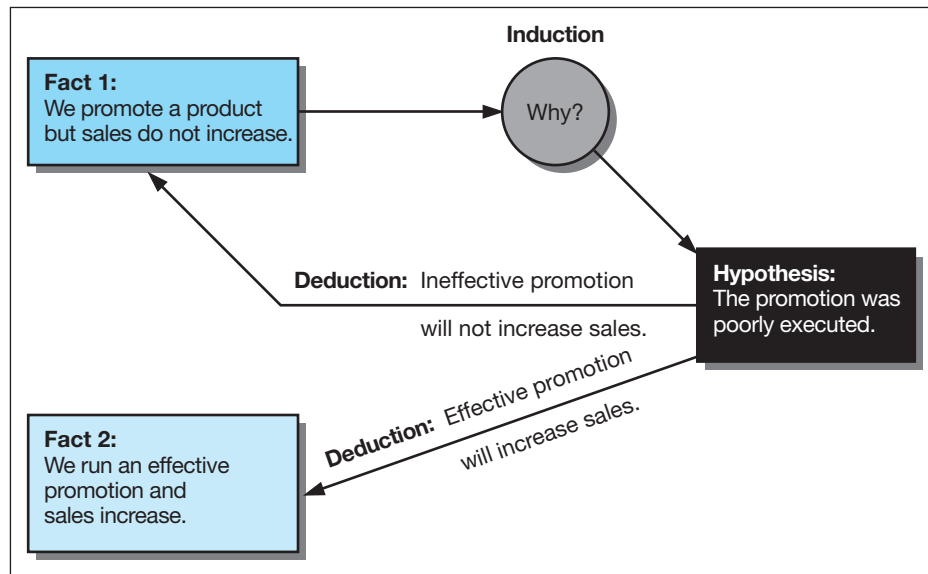 Induction
Fact 1:
We promote a product
but sales do not increase.
Why?
Hypothesis:
The promotion was
poorly executed.
Deduction: Ineffective promotion
will not increase sales.
Deduction: Effective promotion
will increase sales.
Fact 2:
We run an effective
promotion and
sales increase.